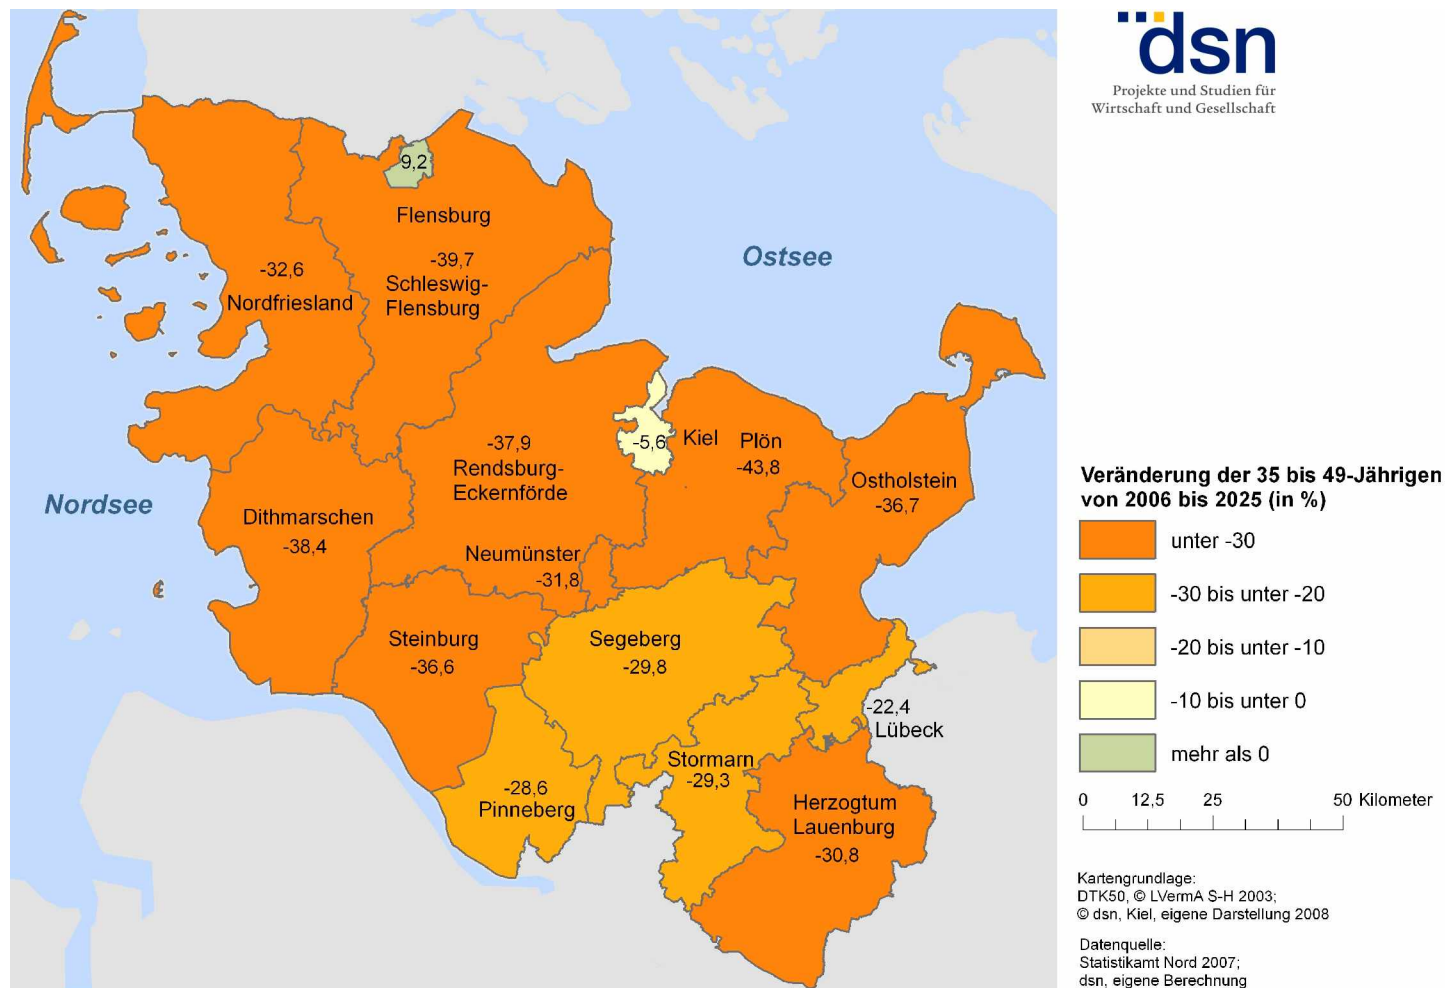 dsn
Projekte und Studien für
Wirtschaft und Gesellschaft
9,2
Flensburg
-39,7
Schleswig-
Flensburg
-32,6
Nordfriesland
Ostsee
Nordsee
-37,9
Rendsburg-
Eckernförde
-5,6
Kiel
Plön
-43,8
Ostholstein
-36,7
Dithmarschen
-38,4
Neumünster
-31,8
Steinburg
-36,6
Segeberg
-29,8
-22,4
Lübeck
Stormarn
-29,3
-28,6
Pinneberg
Herzogtum
Lauenburg
-30,8
Veränderung der 35 bis 49-Jährigen
von 2006 bis 2025 (in %)
unter -30
-30 bis unter -20
-20 bis unter -10
-10 bis unter 0
mehr als 0
0 12,5 25 50 Kilometer
Kartengrundlage:
DTK50, © LVermA S-H 2003;
© dsn, Kiel, eigene Darstellung 2008
Datenquelle:
Statistikamt Nord 2007;
dsn, eigene Berechnung